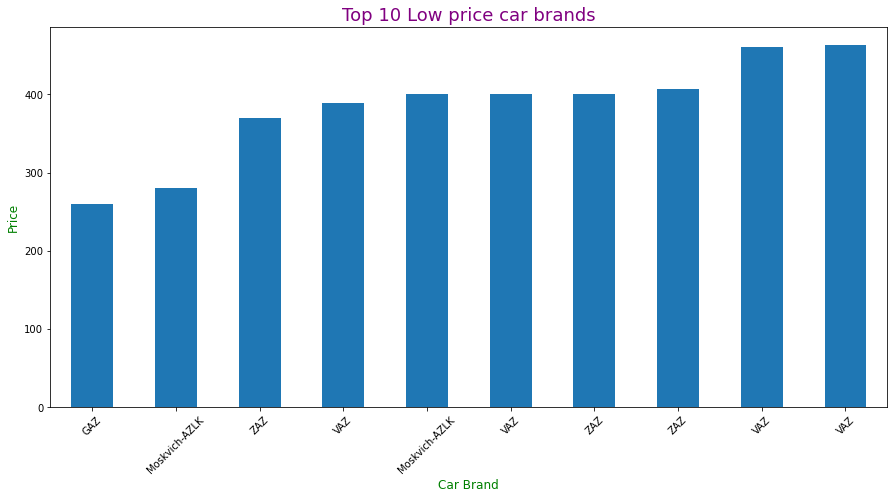 Top 10 Low price car brands
Price
400
300
200
100
0
GAZ
Moskvich-AZLK
ZAZ
VAZ
Moskvich-AZLK
VAZ
ZAZ
ZAZ
VAZ
VAZ
Car Brand